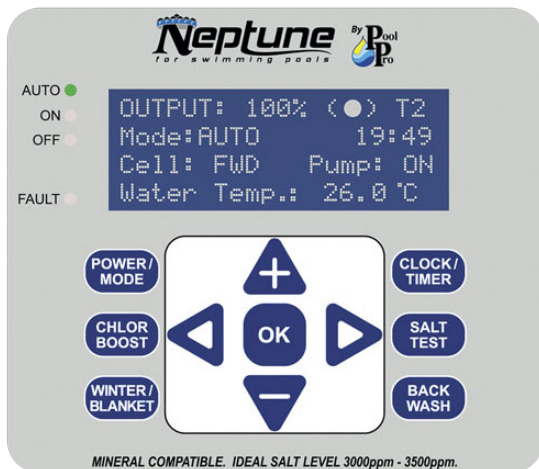 Neptune
for swimming pools
By Pool Pro
AUTO
ON
OFF
FAULT
OUTPUT: 100% (●) T2
Mode:AUTO 19:49
Cell: FWD Pump: ON
Water Temp.: 26.0°C
POWER/
MODE
CHLOR
BOOST
WINTER/
BLANKET
OK
CLOCK/
TIMER
SALT
TEST
BACK
WASH
MINERAL COMPATIBLE. IDEAL SALT LEVEL 3000ppm - 3500ppm.